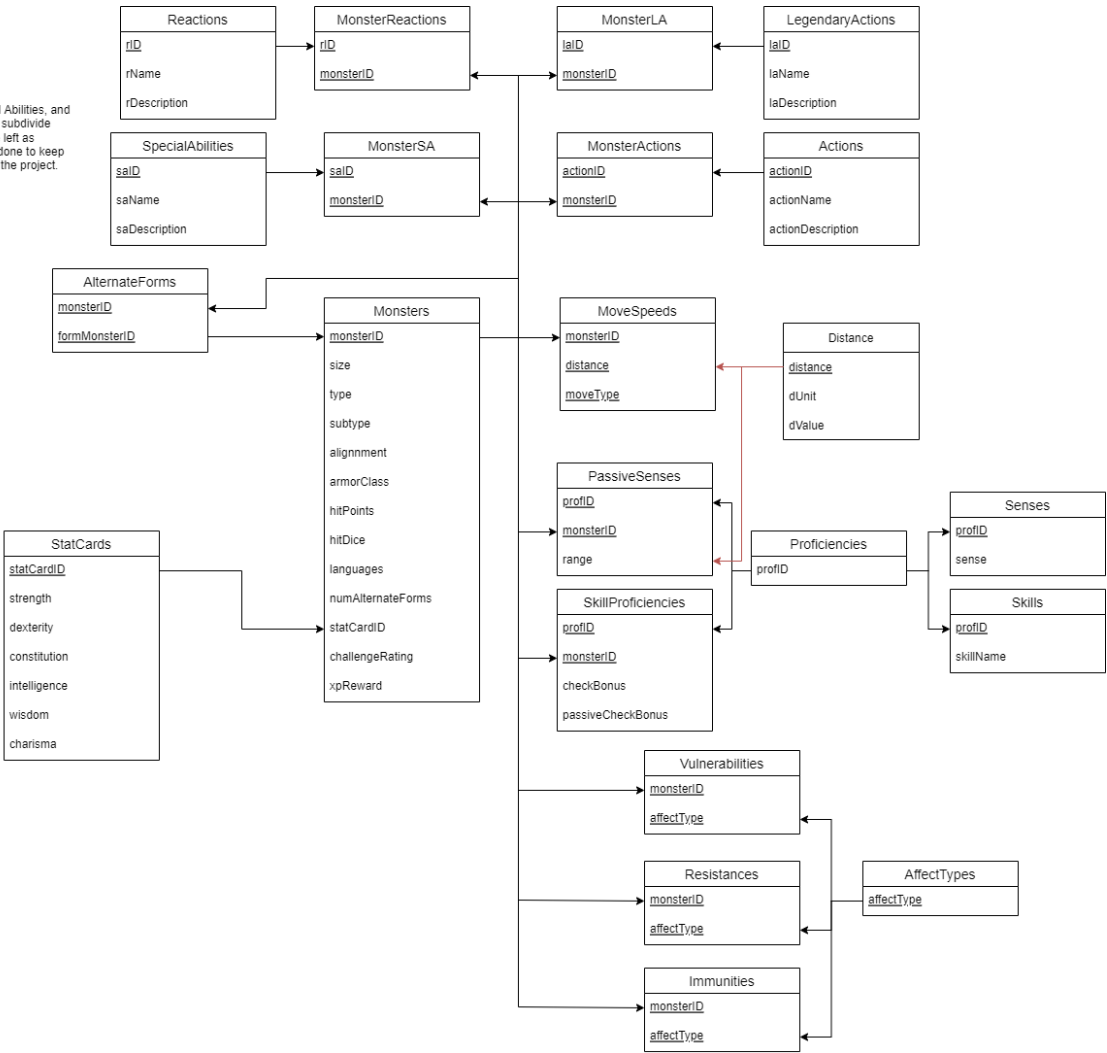 Reactions
rID
rName
rDescription
MonsterReactions
rID
monsterID
MonsterLA
laID
monsterID
LegendaryActions
laID
laName
laDescription
Abilities, and
subdivide
left as
done to keep
the project.
SpecialAbilities
saID
saName
saDescription
MonsterSA
saID
monsterID
MonsterActions
actionID
monsterID
Actions
actionID
actionName
actionDescription
AlternateForms
monsterID
formMonsterID
Monsters
monsterID
size
type
subtype
alignnment
armorClass
hitPoints
hitDice
languages
numAlternateForms
statCardID
challengeRating
xpReward
MoveSpeeds
monsterID
distance
moveType
Distance
distance
dUnit
dValue
StatCards
statCardID
strength
dexterity
constitution
intelligence
wisdom
charisma
PassiveSenses
profID
monsterID
range
Proficiencies
profID
Senses
profID
sense
SkillProficiencies
profID
monsterID
checkBonus
passiveCheckBonus
Skills
profID
skillName
Vulnerabilities
monsterID
affectType
Resistances
monsterID
affectType
AffectTypes
affectType
Immunities
monsterID
affectType